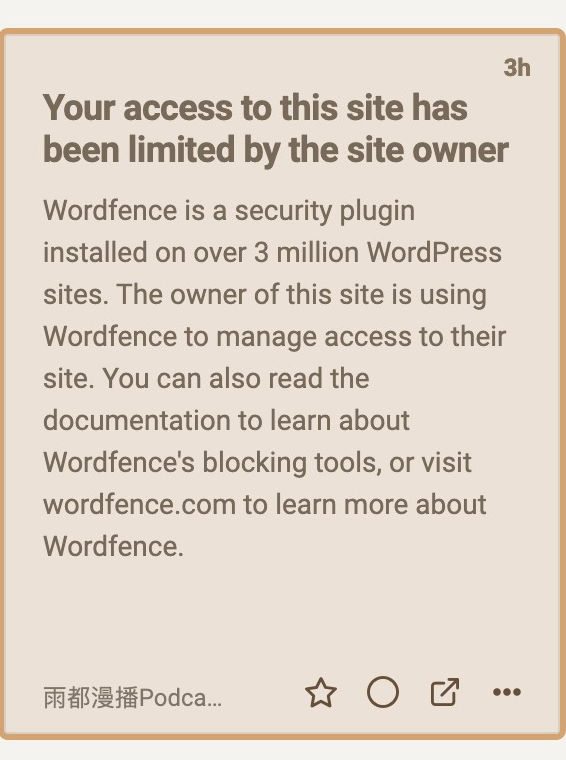 3h
Your access to this site has
been limited by the site owner
Wordfence is a security plugin
installed on over 3 million WordPress
sites. The owner of this site is using
Wordfence to manage access to their
site. You can also read the
documentation to learn about
Wordfence's blocking tools, or visit
wordfence.com to learn more about
Wordfence.
雨都漫播Podca...